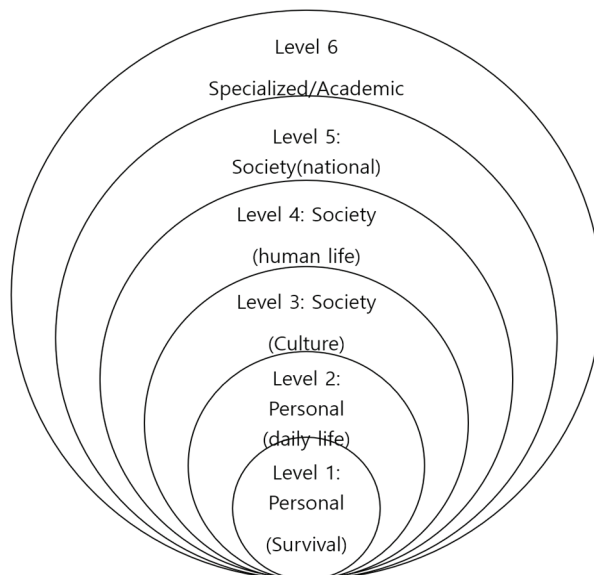 Level 6
Specialized/Academic
Level 5:
Society(national)
Level 4: Society
(human life)
Level 3: Society
(Culture)
Level 2:
Personal
(daily life)
Level 1:
Personal
(Survival)